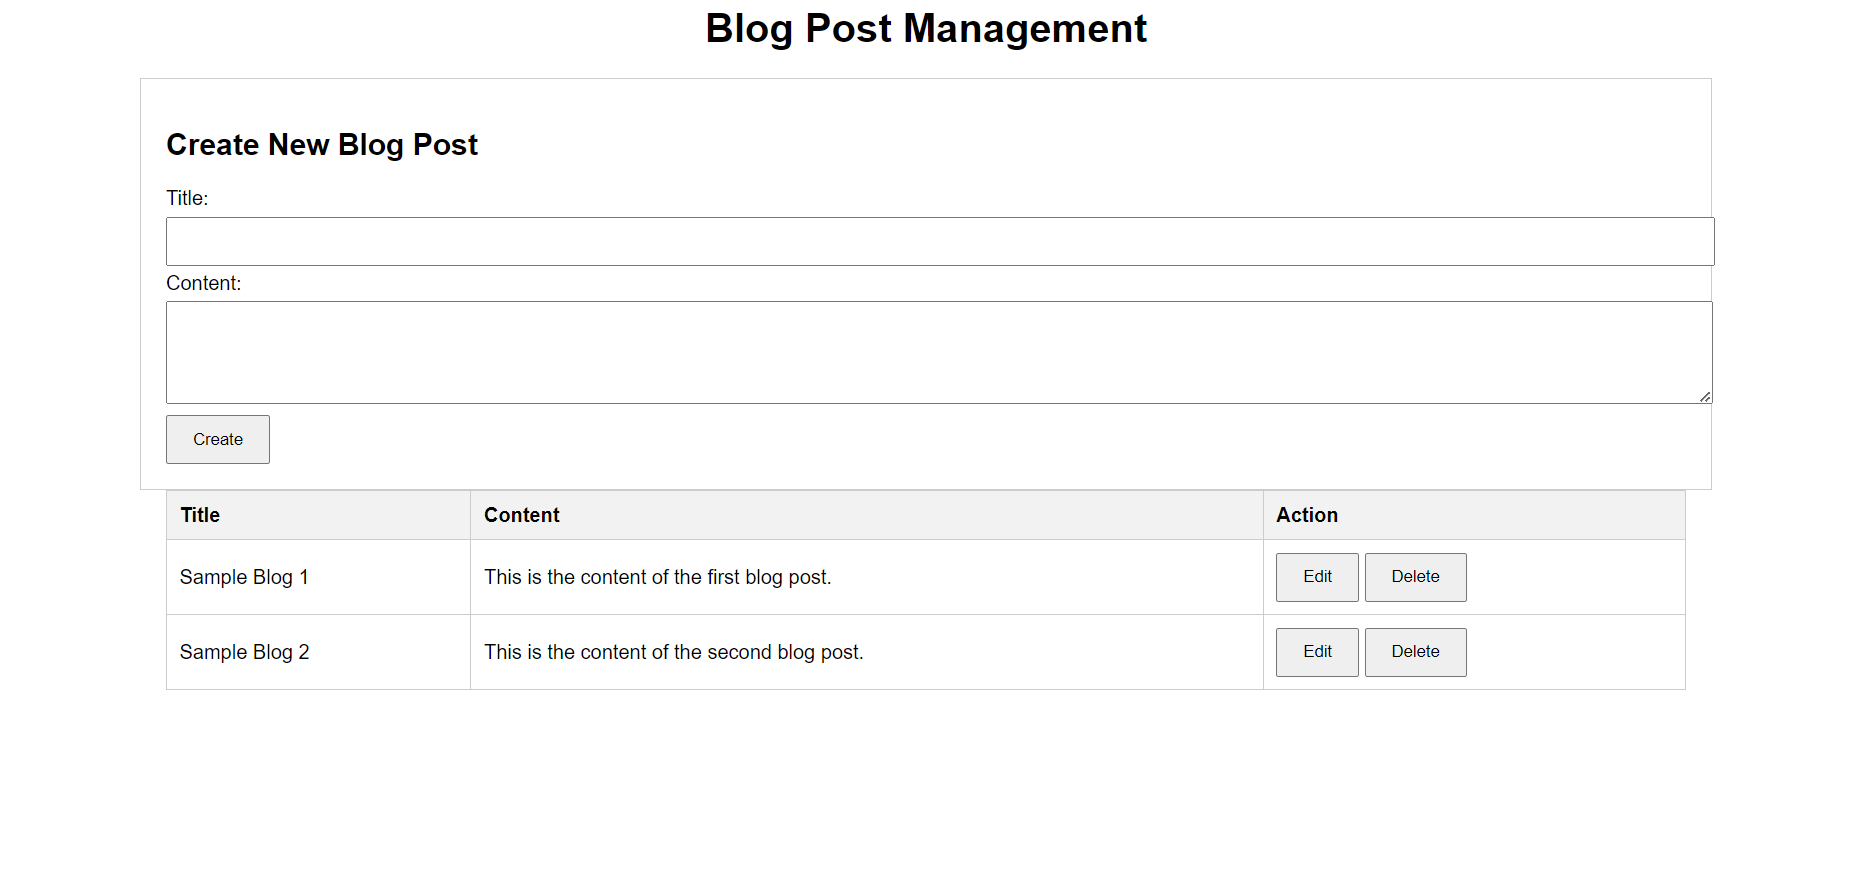 Blog Post Management
Create New Blog Post
Title:
Content:
Create
Title Content Action
Sample Blog 1 This is the content of the first blog post. Edit Delete
Sample Blog 2 This is the content of the second blog post. Edit Delete